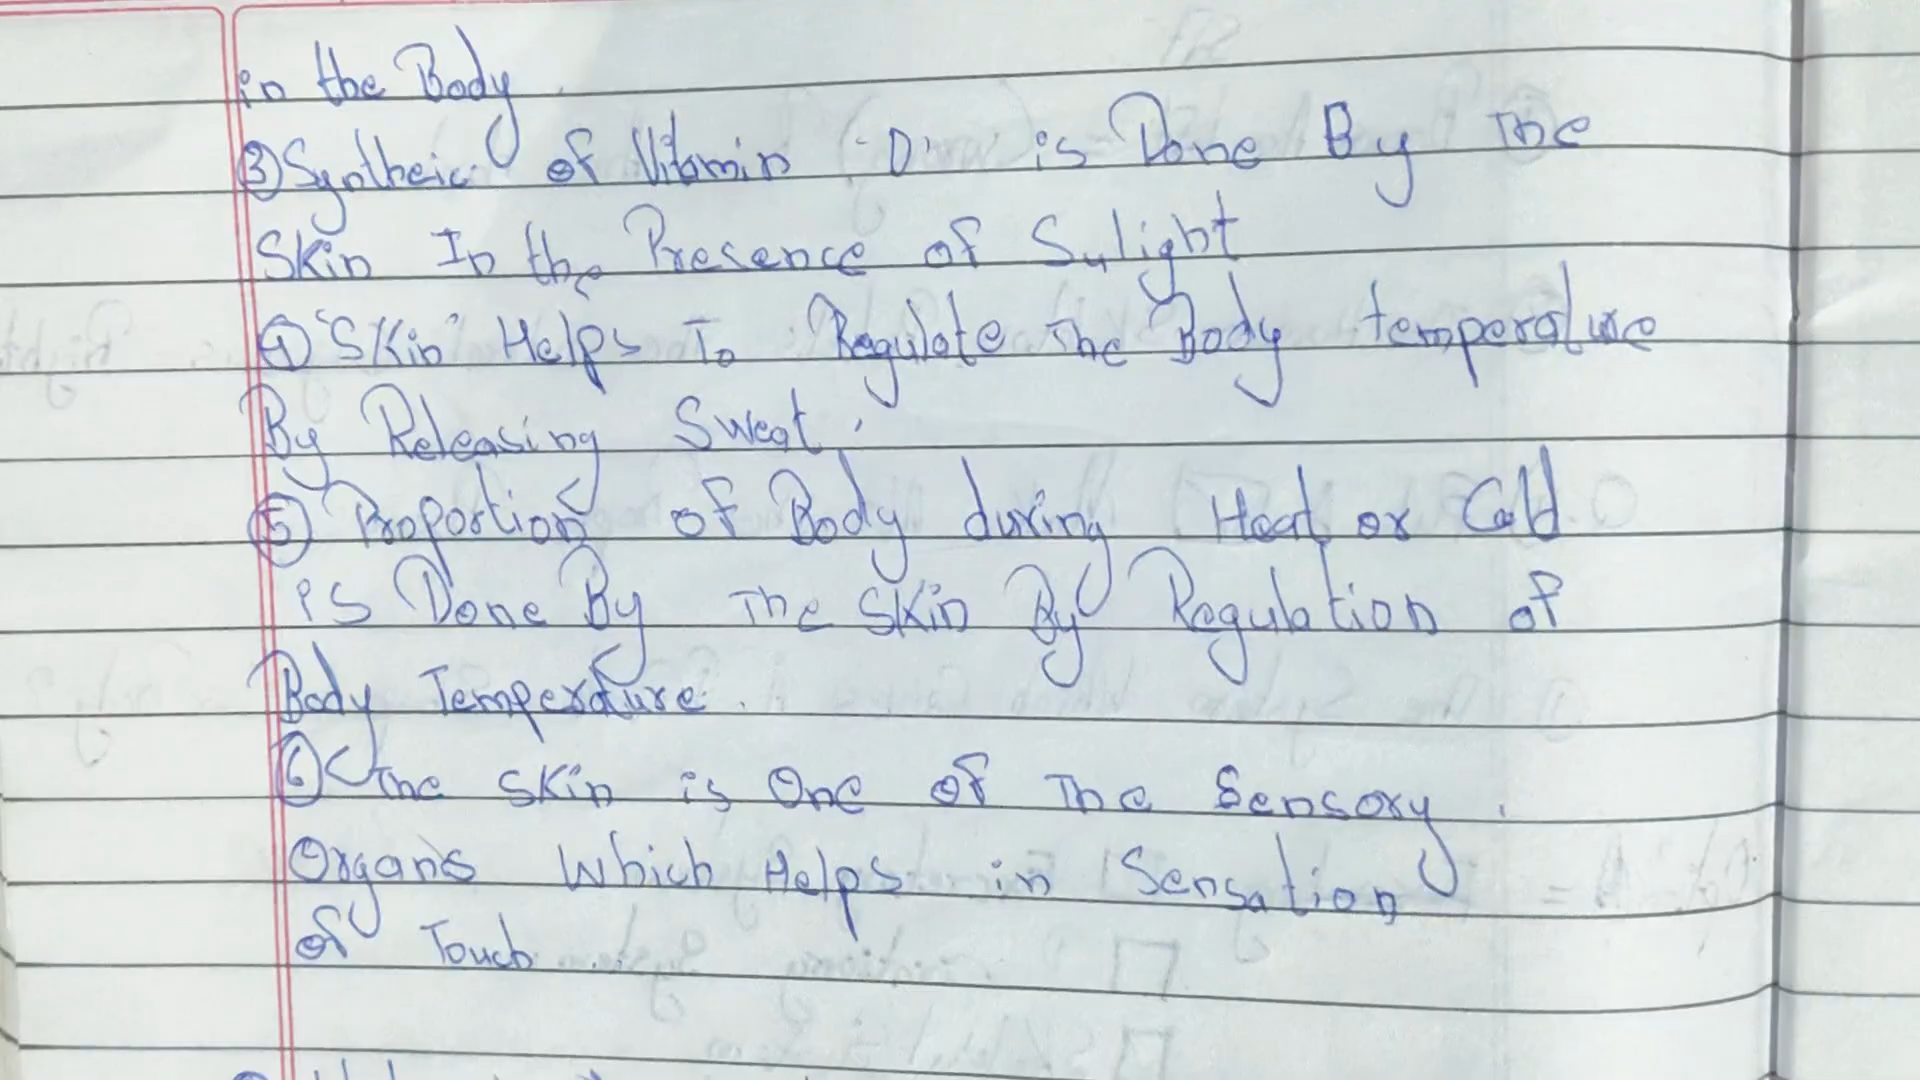 in the Body.
③ Syntheic of Vitamin 'D' is Done By The
Skin In the Presence of Sulight
④ "Skin" Helps To Regulate The Body temperature
By Releasing Sweat.
⑤ Proportion of Body during Heat or Cold
is Done By The Skin By Regulation of
Body Temperature.
⑥ The Skin is One of The Sensory
Organs Which Helps in Sensation
of Touch